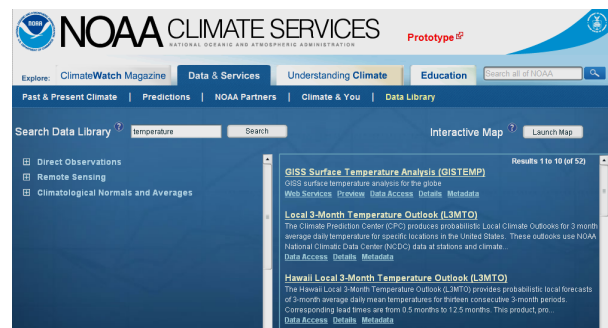 NOAA CLIMATE SERVICES
NATIONAL OCEANIC AND ATMOSPHERIC ADMINISTRATION
Prototype
Explore: ClimateWatch Magazine Data & Services Understanding Climate Education Search all of NOAA
Past & Present Climate | Predictions | NOAA Partners | Climate & You | Data Library
Search Data Library ? temperature Search Interactive Map ? Launch Map
Results 1 to 10 (of 52)
Direct Observations
Remote Sensing
Climatological Normals and Averages
GISS Surface Temperature Analysis (GISTEMP)
GISS surface temperature analysis for the globe
Web Services Preview Data Access Details Metadata
Local 3-Month Temperature Outlook (L3MTO)
The Climate Prediction Center (CPC) produces probabilistic Local Climate Outlooks for 3 month
average daily temperature for specific locations in the United States. These outlooks use NOAA
National Climatic Data Center (NCDC) data at stations and climate...
Data Access Details Metadata
Hawaii Local 3-Month Temperature Outlook (L3MTO)
The Hawaii Local 3-Month Temperature Outlook (L3MTO) provides probabilistic local forecasts
of 3-month average daily mean temperatures for thirteen consecutive 3-month periods.
Corresponding lead times are from 0.5 months to 12.5 months. This product, pro...
Data Access Details Metadata